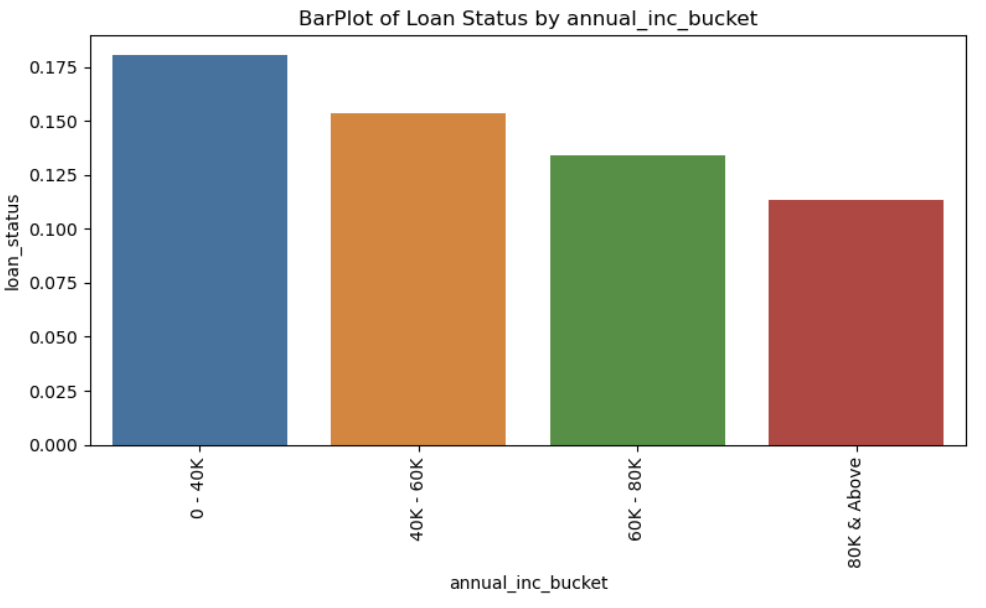 BarPlot of Loan Status by annual_inc_bucket
loan_status
0.175
0.150
0.125
0.100
0.075
0.050
0.025
0.000
0 - 40K
40K - 60K
60K - 80K
80K & Above
annual_inc_bucket